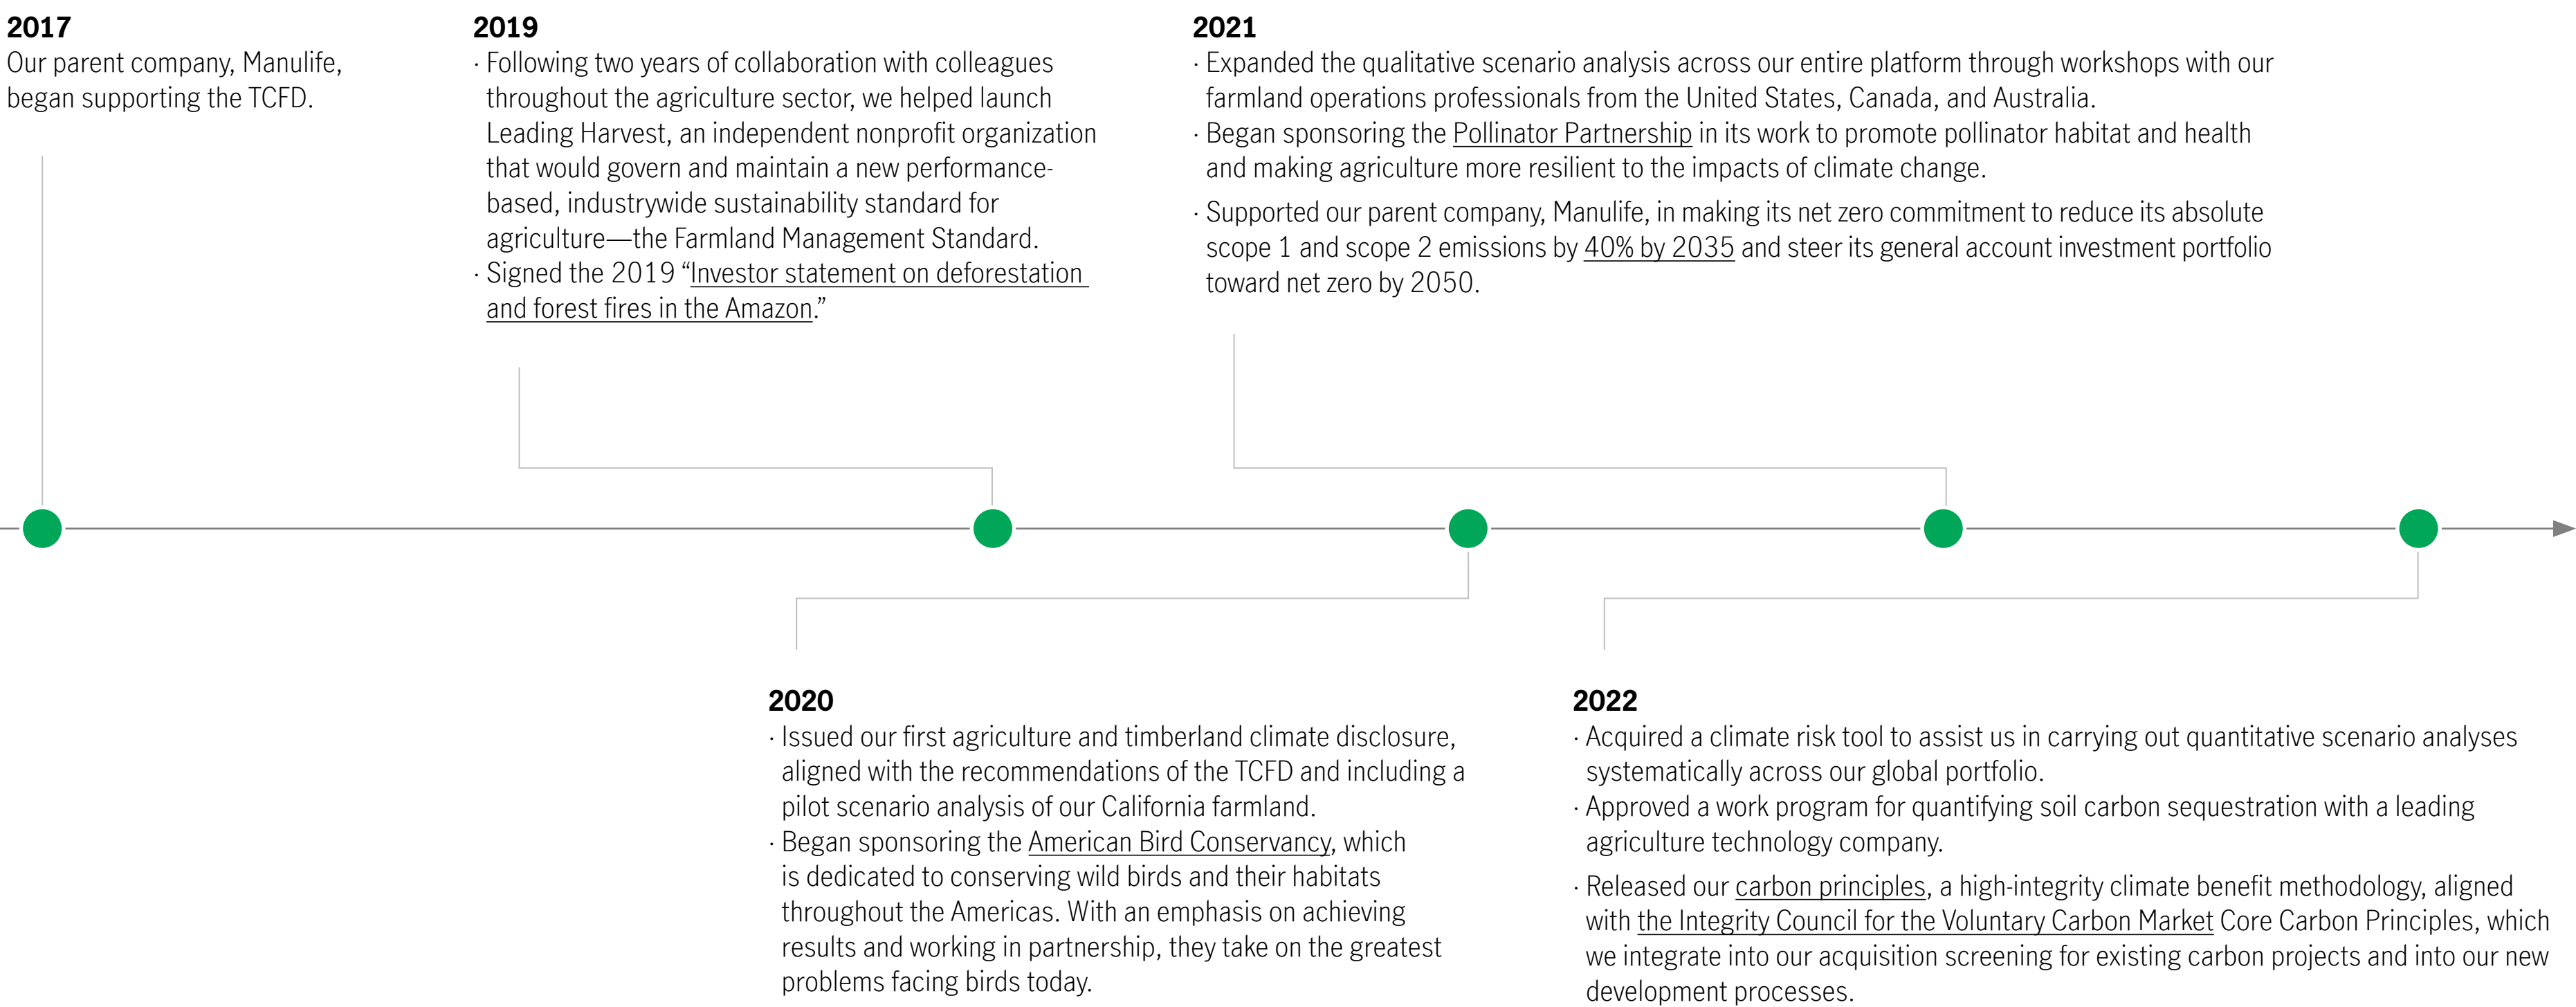 2017
Our parent company, Manulife,
began supporting the TCFD.
2019
· Following two years of collaboration with colleagues
throughout the agriculture sector, we helped launch
Leading Harvest, an independent nonprofit organization
that would govern and maintain a new performance-
based, industrywide sustainability standard for
agriculture—the Farmland Management Standard.
· Signed the 2019 “Investor statement on deforestation
and forest fires in the Amazon.”
2021
· Expanded the qualitative scenario analysis across our entire platform through workshops with our
farmland operations professionals from the United States, Canada, and Australia.
· Began sponsoring the Pollinator Partnership in its work to promote pollinator habitat and health
and making agriculture more resilient to the impacts of climate change.
· Supported our parent company, Manulife, in making its net zero commitment to reduce its absolute
scope 1 and scope 2 emissions by 40% by 2035 and steer its general account investment portfolio
toward net zero by 2050.
2020
· Issued our first agriculture and timberland climate disclosure,
aligned with the recommendations of the TCFD and including a
pilot scenario analysis of our California farmland.
· Began sponsoring the American Bird Conservancy, which
is dedicated to conserving wild birds and their habitats
throughout the Americas. With an emphasis on achieving
results and working in partnership, they take on the greatest
problems facing birds today.
2022
· Acquired a climate risk tool to assist us in carrying out quantitative scenario analyses
systematically across our global portfolio.
· Approved a work program for quantifying soil carbon sequestration with a leading
agriculture technology company.
· Released our carbon principles, a high-integrity climate benefit methodology, aligned
with the Integrity Council for the Voluntary Carbon Market Core Carbon Principles, which
we integrate into our acquisition screening for existing carbon projects and into our new
development processes.